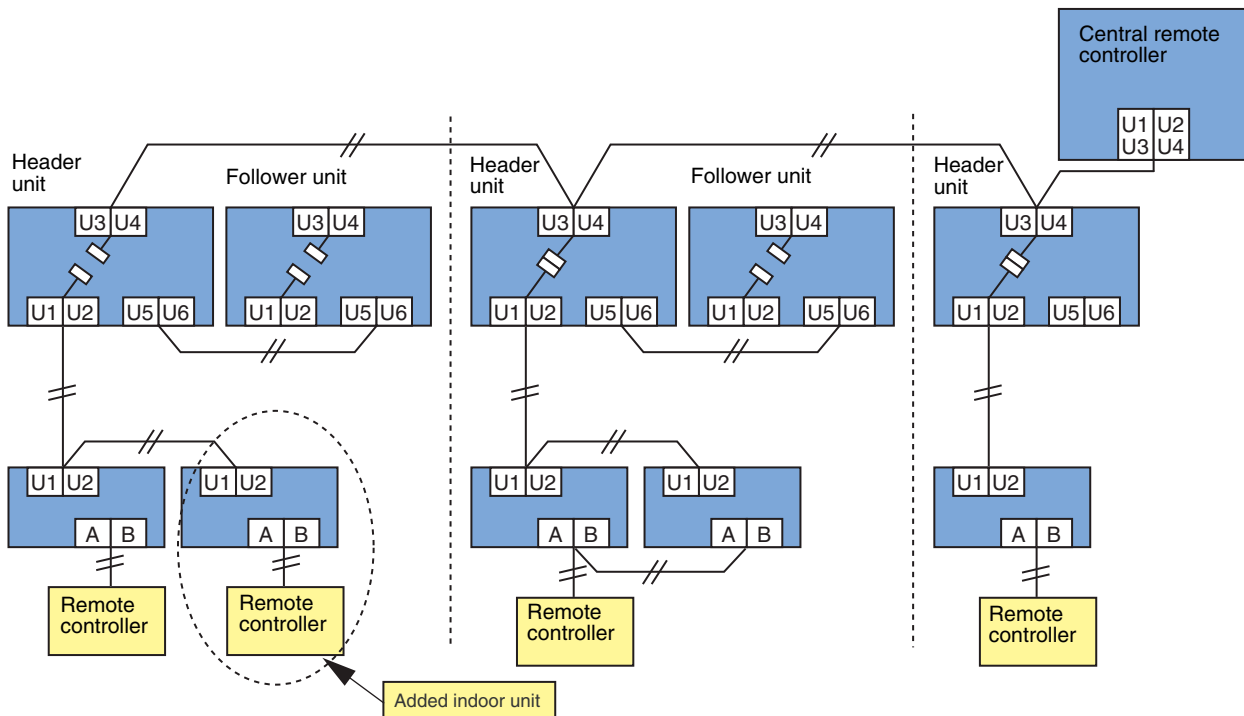 Central remote
controller
U1 U2
U3 U4
Header
unit
Follower unit
Header
unit
Follower unit
Header
unit
U3 U4
U3 U4
U3 U4
U3 U4
U3 U4
U1 U2
U5 U6
U1 U2
U5 U6
U1 U2
U5 U6
U1 U2
U5 U6
U1 U2
U5 U6
U1 U2
U1 U2
U1 U2
U1 U2
U1 U2
A B
A B
A B
A B
A B
Remote
controller
Remote
controller
Remote
controller
Remote
controller
Added indoor unit